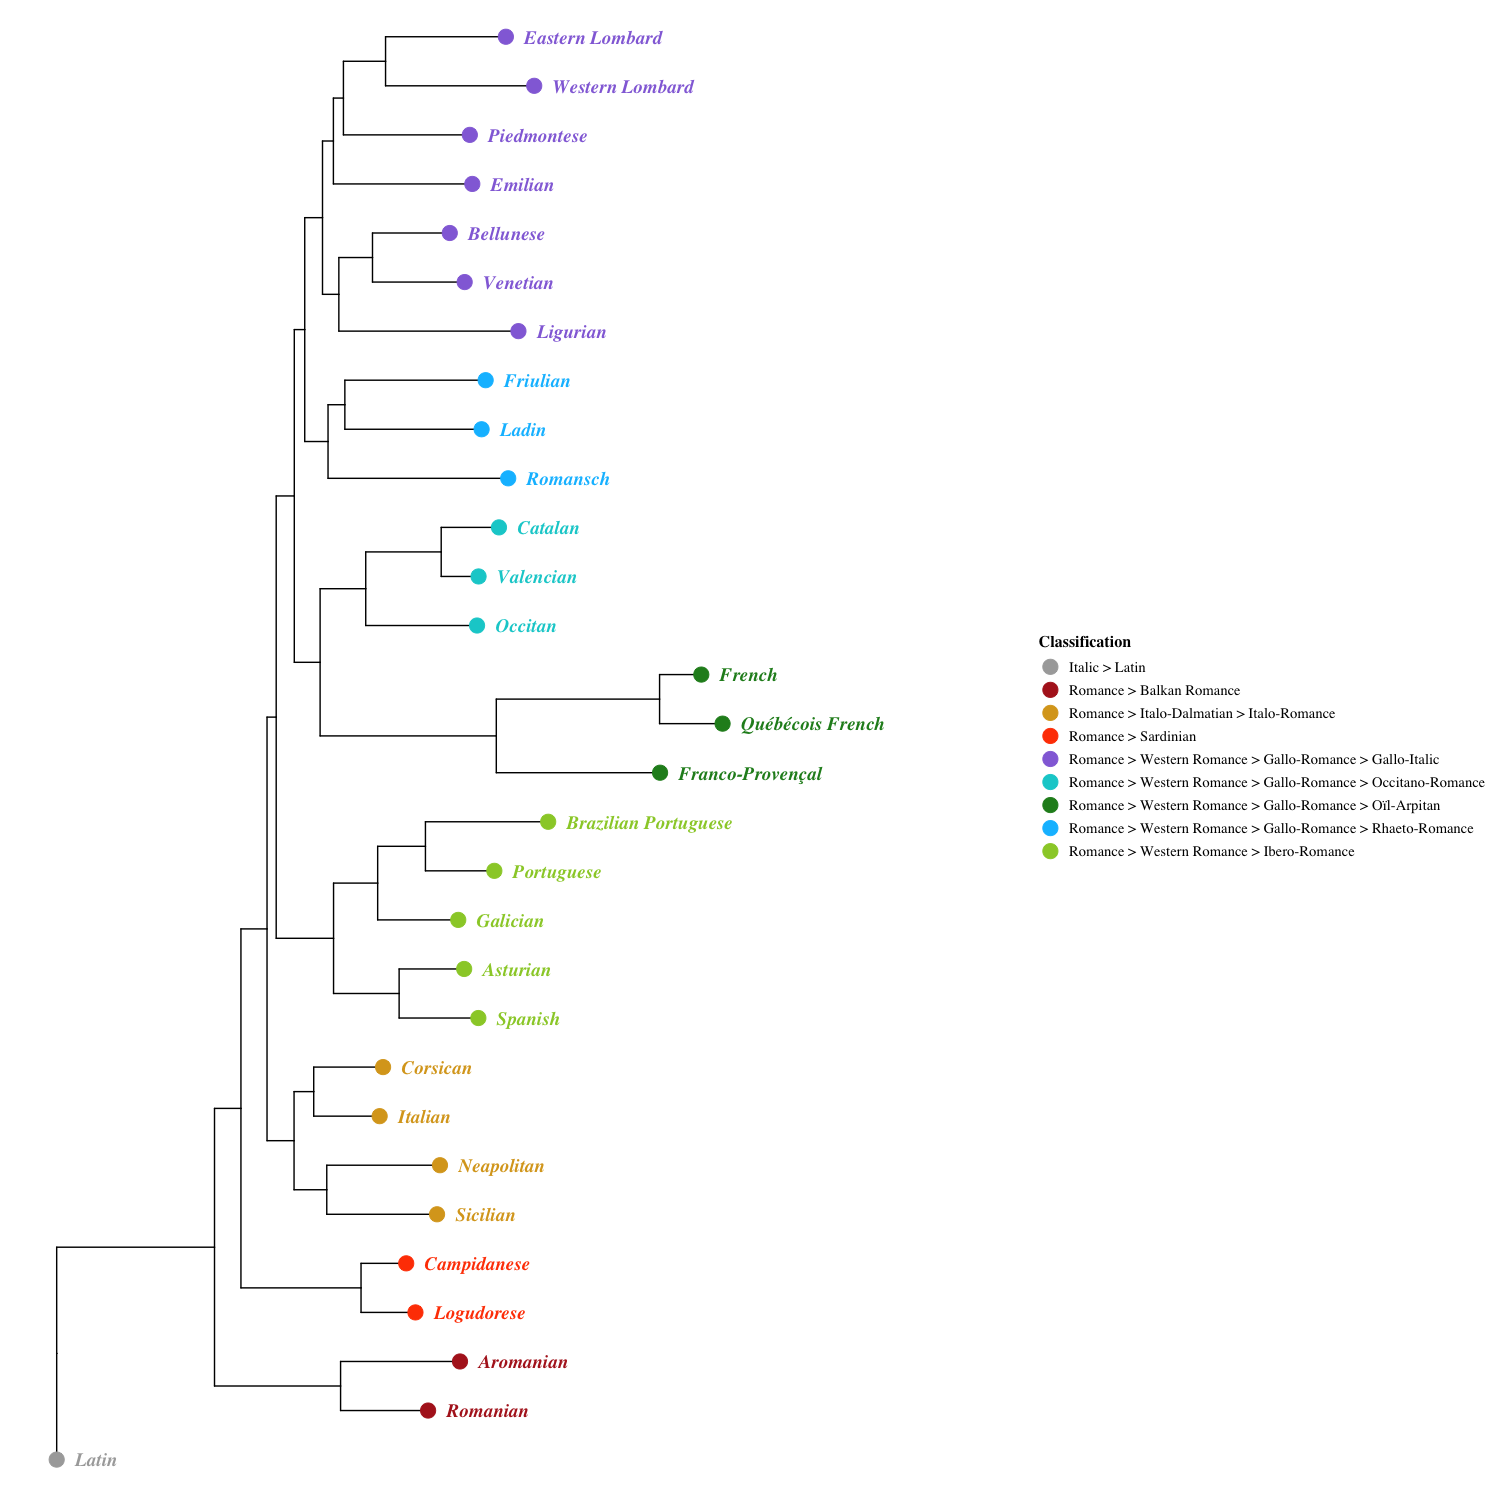 Eastern Lombard
Western Lombard
Piedmontese
Emilian
Bellunese
Venetian
Ligurian
Friulian
Ladin
Romansch
Catalan
Valencian
Occitan
French
Québécois French
Franco-Provençal
Brazilian Portuguese
Portuguese
Galician
Asturian
Spanish
Corsican
Italian
Neapolitan
Sicilian
Campidanese
Logudorese
Aromanian
Romanian
Latin
Classification
Italic > Latin
Romance > Balkan Romance
Romance > Italo-Dalmatian > Italo-Romance
Romance > Sardinian
Romance > Western Romance > Gallo-Romance > Gallo-Italic
Romance > Western Romance > Gallo-Romance > Occitano-Romance
Romance > Western Romance > Gallo-Romance > Oïl-Arpitan
Romance > Western Romance > Gallo-Romance > Rhaeto-Romance
Romance > Western Romance > Ibero-Romance